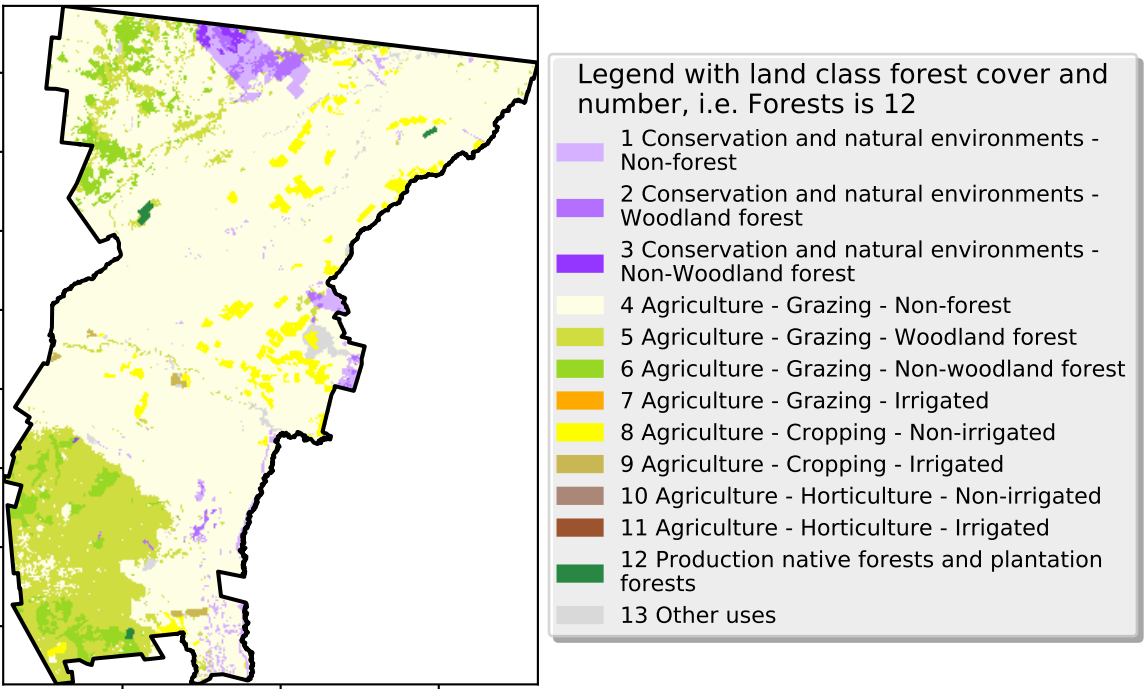 Legend with land class forest cover and
number, i.e. Forests is 12
1 Conservation and natural environments -
Non-forest
2 Conservation and natural environments -
Woodland forest
3 Conservation and natural environments -
Non-Woodland forest
4 Agriculture - Grazing - Non-forest
5 Agriculture - Grazing - Woodland forest
6 Agriculture - Grazing - Non-woodland forest
7 Agriculture - Grazing - Irrigated
8 Agriculture - Cropping - Non-irrigated
9 Agriculture - Cropping - Irrigated
10 Agriculture - Horticulture - Non-irrigated
11 Agriculture - Horticulture - Irrigated
12 Production native forests and plantation
forests
13 Other uses